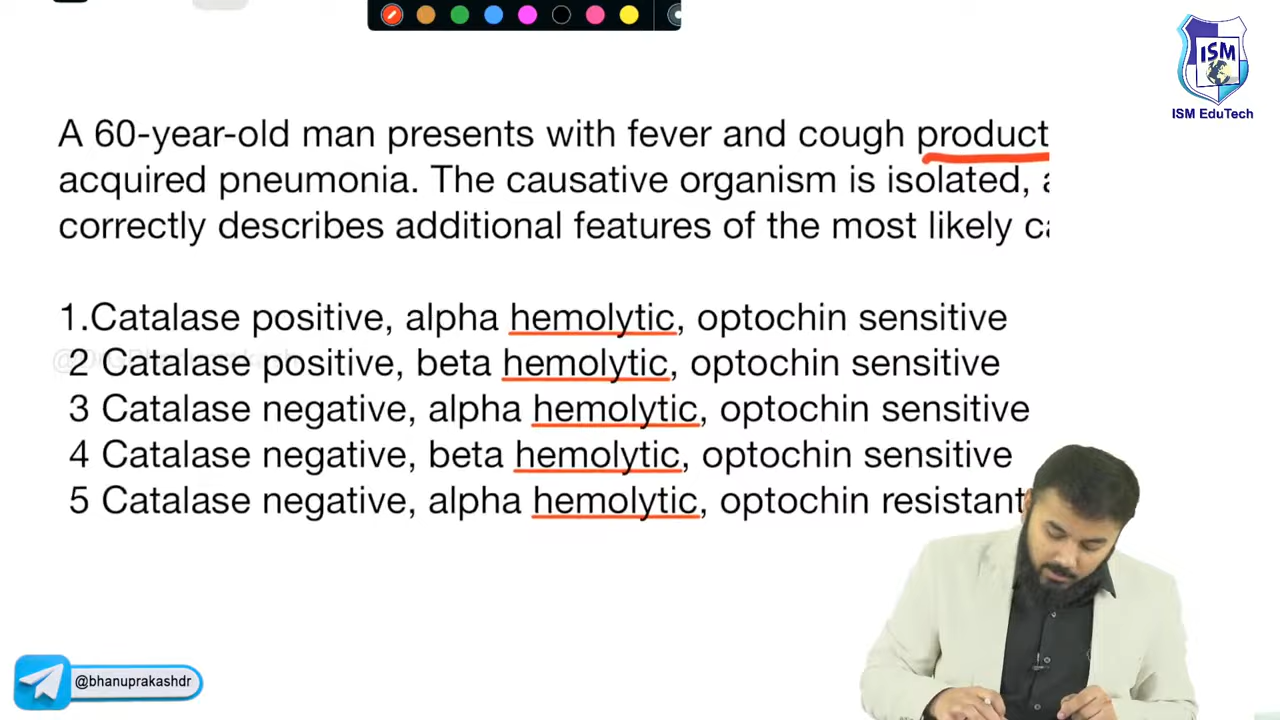 ISM
ISM EduTech
A 60-year-old man presents with fever and cough product
acquired pneumonia. The causative organism is isolated,
correctly describes additional features of the most likely
1.Catalase positive, alpha hemolytic, optochin sensitive
2 Catalase positive, beta hemolytic, optochin sensitive
3 Catalase negative, alpha hemolytic, optochin sensitive
4 Catalase negative, beta hemolytic, optochin sensitive
5 Catalase negative, alpha hemolytic, optochin resistant
@bhanuprakashdr